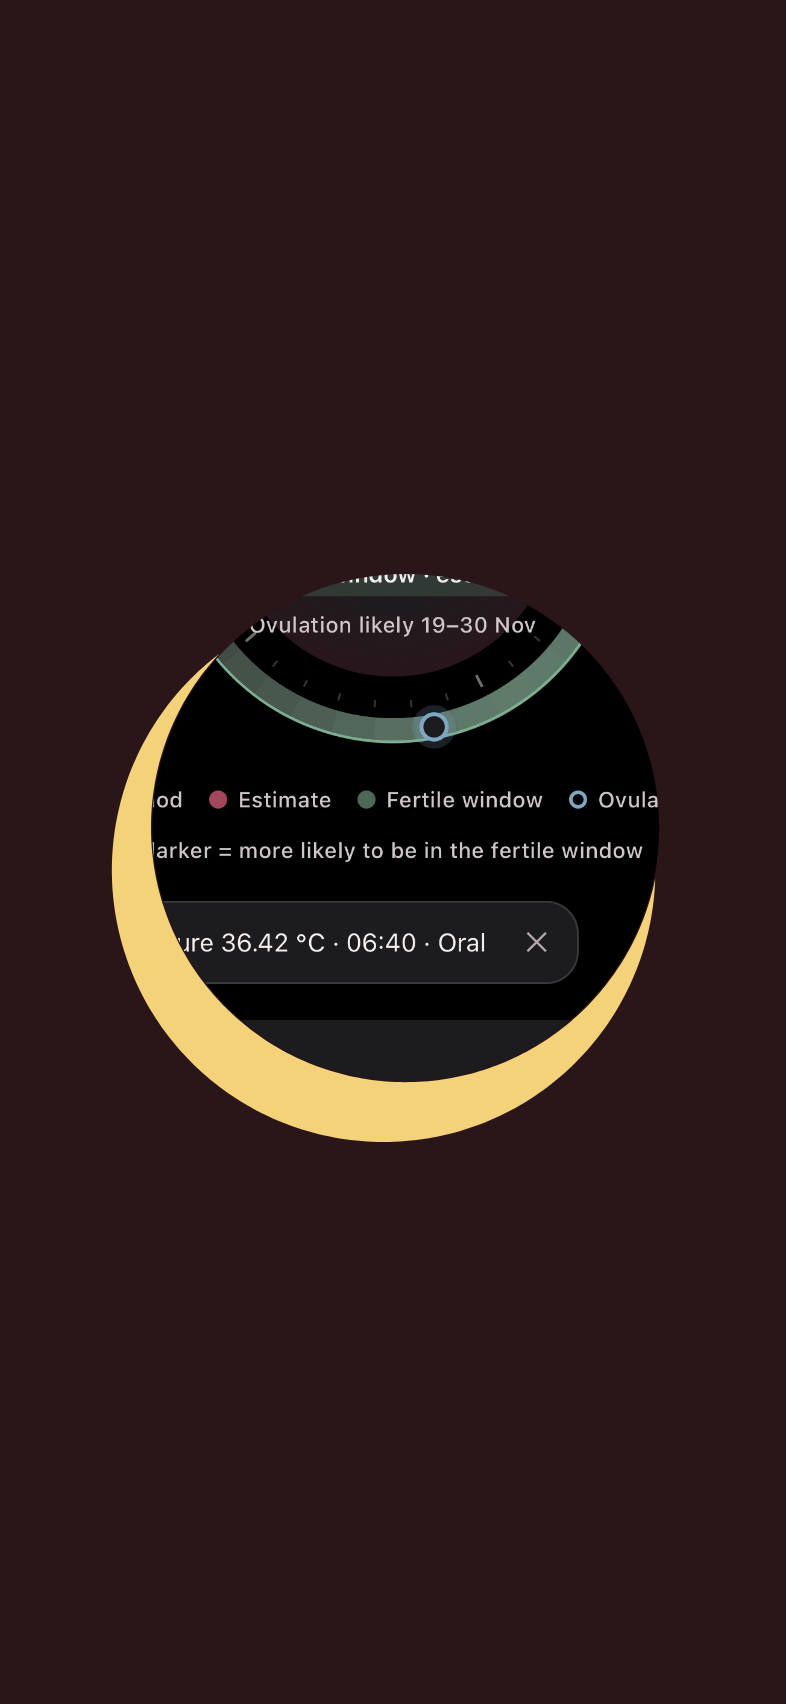 Ovulation likely 19–30 Nov
Estimate Fertile window
= more likely to be in the fertile window
36.42 °C · 06:40 · Oral